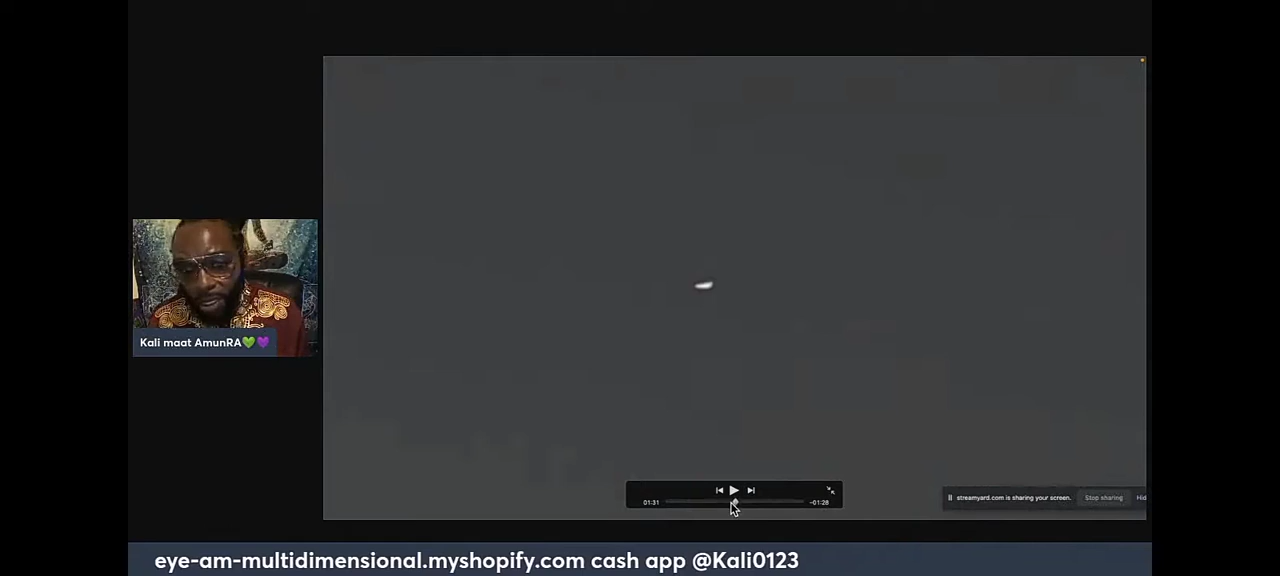 Kali maat AmunRA💚💜
01:31
-01:28
streamyard.com is sharing your screen.
Stop sharing
Hid
eye-am-multidimensional.myshopify.com cash app @Kali0123